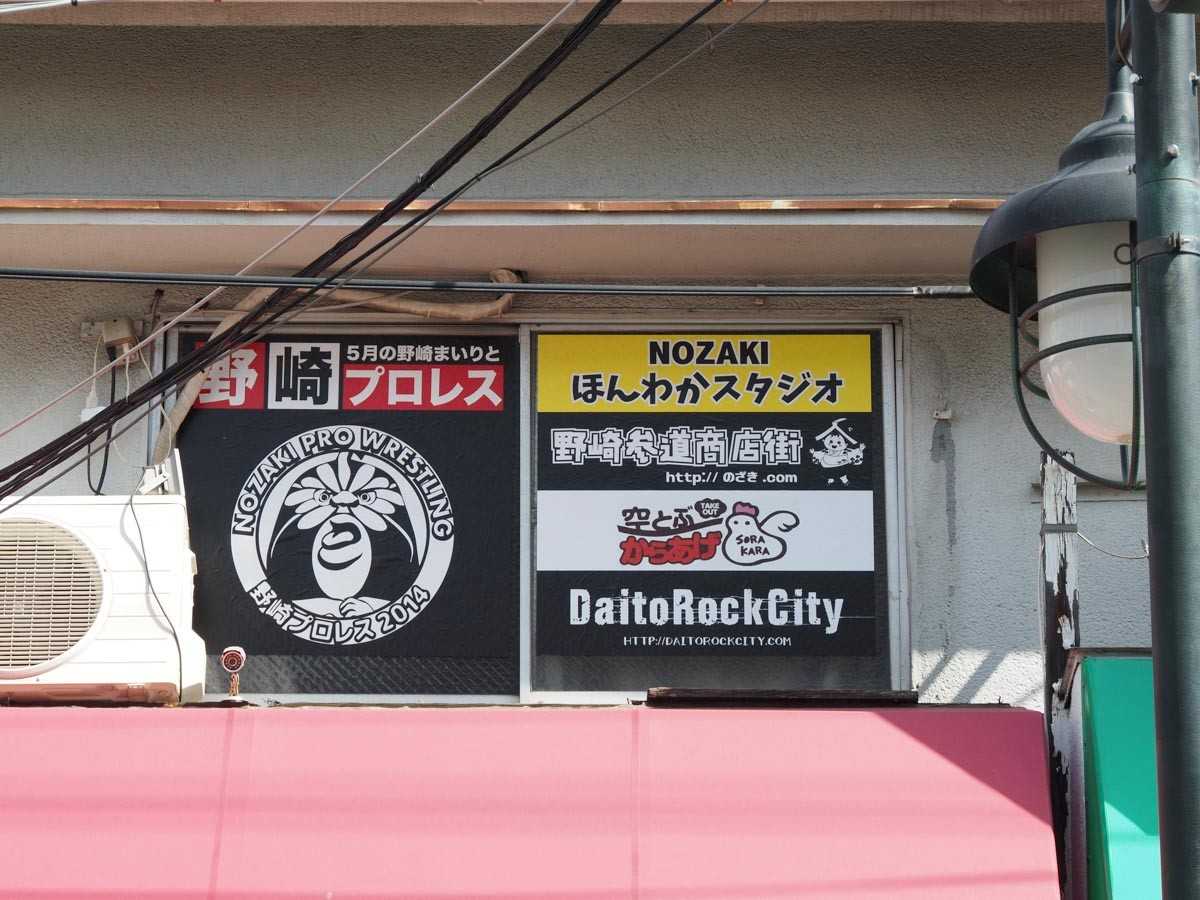 野崎
5月の野崎まいりと
プロレス
NOZAKI PRO WRESTLING
野崎プロレス2014
NOZAKI
ほんわかスタジオ
野崎参道商店街
http://のざき.com
空とぶ
TAKE OUT
からあげ
SORA
KARA
DaitoRockCity
HTTP://DAITOROCKCITY.COM